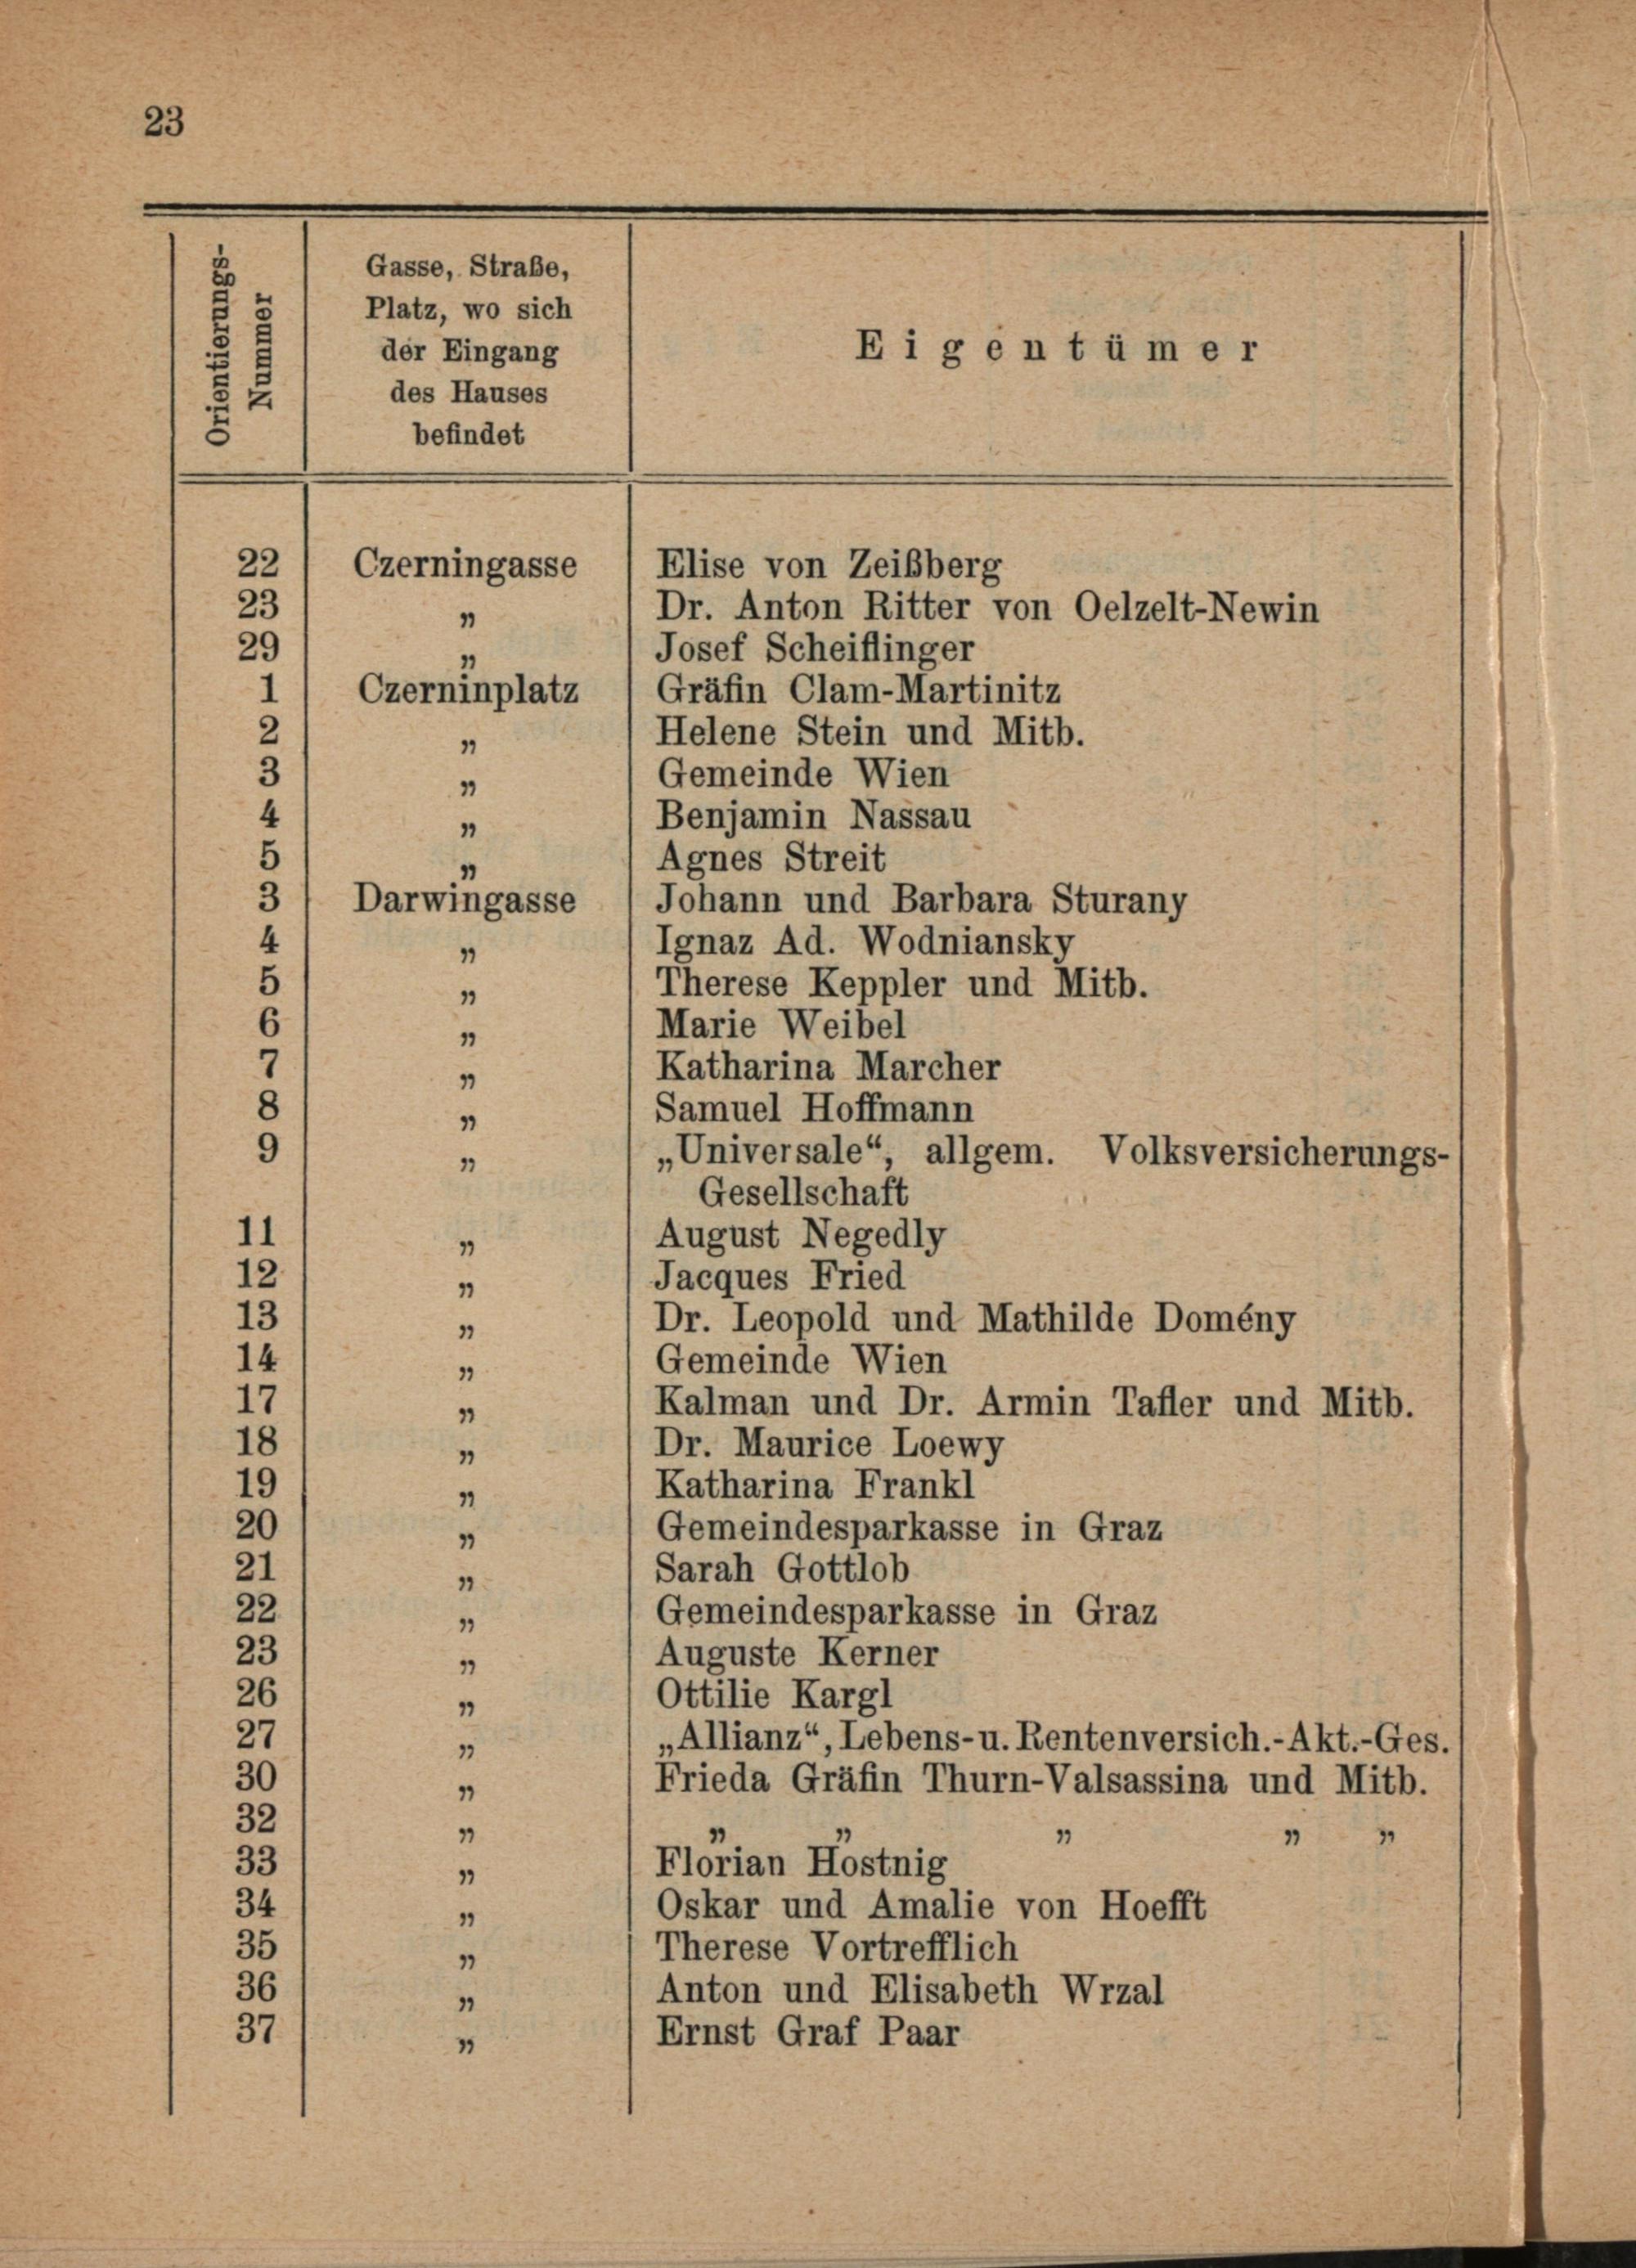 23
Orientierungs-
Nummer
Gasse, Straße,
Platz, wo sich
der Eingang
des Hauses
befindet
Eigentümer
22 Czerningasse Elise von Zeißberg
23 „ Dr. Anton Ritter von Oelzelt-Newin
29 „ Josef Scheiflinger
1 Czerninplatz Gräfin Clam-Martinitz
2 „ Helene Stein und Mitb.
3 „ Gemeinde Wien
4 „ Benjamin Nassau
5 „ Agnes Streit
3 Darwingasse Johann und Barbara Sturany
4 „ Ignaz Ad. Wodniansky
5 „ Therese Keppler und Mitb.
6 „ Marie Weibel
7 „ Katharina Marcher
8 „ Samuel Hoffmann
9 „ „Universale“, allgem. Volksversicherungs-
Gesellschaft
11 „ August Negedly
12 „ Jacques Fried
13 „ Dr. Leopold und Mathilde Domény
14 „ Gemeinde Wien
17 „ Kalman und Dr. Armin Tafler und Mitb.
18 „ Dr. Maurice Loewy
19 „ Katharina Frankl
20 „ Gemeindesparkasse in Graz
21 „ Sarah Gottlob
22 „ Gemeindesparkasse in Graz
23 „ Auguste Kerner
26 „ Ottilie Kargl
27 „ „Allianz“, Lebens- u. Rentenversich.-Akt.-Ges.
30 „ Frieda Gräfin Thurn-Valsassina und Mitb.
32 „ „ „ „ „ „
33 „ Florian Hostnig
34 „ Oskar und Amalie von Hoefft
35 „ Therese Vortrefflich
36 „ Anton und Elisabeth Wrzal
37 „ Ernst Graf Paar